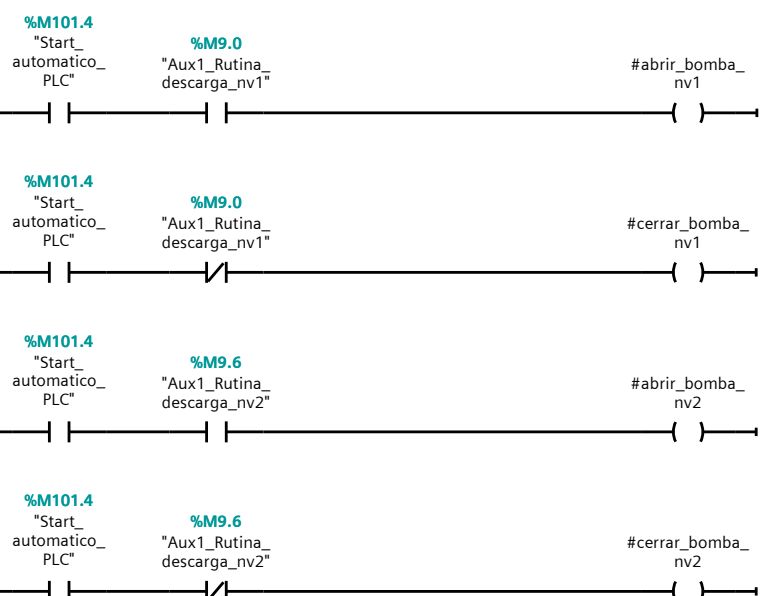 %M101.4
"Start_
automatico_
PLC"
%M9.0
"Aux1_Rutina_
descarga_nv1"
#abrir_bomba_
nv1
%M101.4
"Start_
automatico_
PLC"
%M9.0
"Aux1_Rutina_
descarga_nv1"
#cerrar_bomba_
nv1
%M101.4
"Start_
automatico_
PLC"
%M9.6
"Aux1_Rutina_
descarga_nv2"
#abrir_bomba_
nv2
%M101.4
"Start_
automatico_
PLC"
%M9.6
"Aux1_Rutina_
descarga_nv2"
#cerrar_bomba_
nv2